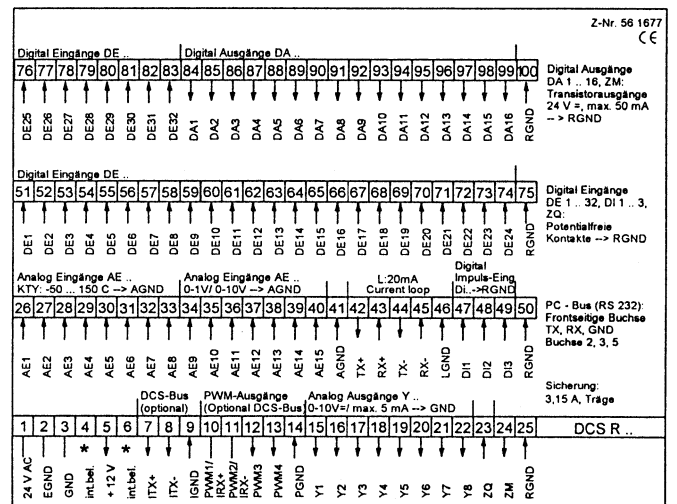 Z-Nr. 56 1677
CE
Digital Eingänge DE .. Digital Ausgänge DA ..
76 77 78 79 80 81 82 83 84 85 86 87 88 89 90 91 92 93 94 95 96 97 98 99 100
DE25 DE26 DE27 DE28 DE29 DE30 DE31 DE32 DA1 DA2 DA3 DA4 DA5 DA6 DA7 DA8 DA9 DA10 DA11 DA12 DA13 DA14 DA15 DA16 RGND
Digital Ausgänge
DA 1 .. 16, ZM:
Transistorausgänge
24 V =, max. 50 mA
--> RGND
Digital Eingänge DE ..
51 52 53 54 55 56 57 58 59 60 61 62 63 64 65 66 67 68 69 70 71 72 73 74 75
DE1 DE2 DE3 DE4 DE5 DE6 DE7 DE8 DE9 DE10 DE11 DE12 DE13 DE14 DE15 DE16 DE17 DE18 DE19 DE20 DE21 DE22 DE23 DE24 RGND
Digital Eingänge
DE 1 .. 32, DI 1 .. 3,
ZQ:
Potentialfreie
Kontakte --> RGND
Analog Eingänge AE ..
KTY: -50 ... 150 C --> AGND
Analog Eingänge AE ..
0-1V/ 0-10V --> AGND
L:20mA
Current loop
Digital
Impuls-Eing
Di..->RGND
26 27 28 29 30 31 32 33 34 35 36 37 38 39 40 41 42 43 44 45 46 47 48 49 50
AE1 AE2 AE3 AE4 AE5 AE6 AE7 AE8 AE9 AE10 AE11 AE12 AE13 AE14 AE15 AGND TX+ RX+ TX- RX- LGND DI1 DI2 DI3 RGND
PC - Bus (RS 232):
Frontseitige Buchse
TX, RX, GND
Buchse 2, 3, 5
Sicherung:
3,15 A, Träge
DCS-Bus
(optional)
PWM-Ausgänge
(Optional DCS-Bus)
Analog Ausgänge Y ..
0-10V=/ max. 5 mA --> GND
1 2 3 4 5 6 7 8 9 10 11 12 13 14 15 16 17 18 19 20 21 22 23 24 25 DCS R ..
24 V AC EGND GND * int.bel. +12 V * int.bel. ITX+ ITX- IGND PWM1/ IRX+ PWM2/ IRX- PWM3 PWM4 PGND Y1 Y2 Y3 Y4 Y5 Y6 Y7 Y8 ZQ ZM RGND